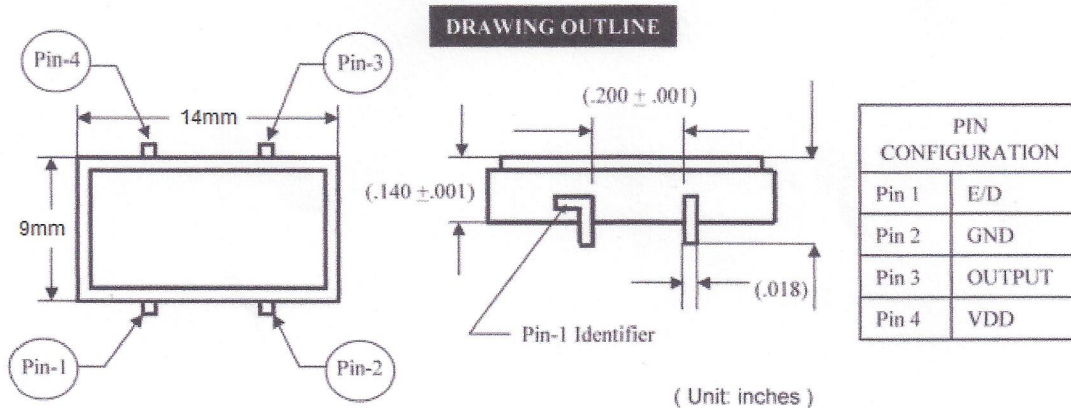 DRAWING OUTLINE
Pin-4
Pin-3
14mm
9mm
Pin-1
Pin-2
(.200 ± .001)
(.140 ±.001)
(.018)
Pin-1 Identifier
( Unit: inches )
PIN
CONFIGURATION
Pin 1 E/D
Pin 2 GND
Pin 3 OUTPUT
Pin 4 VDD